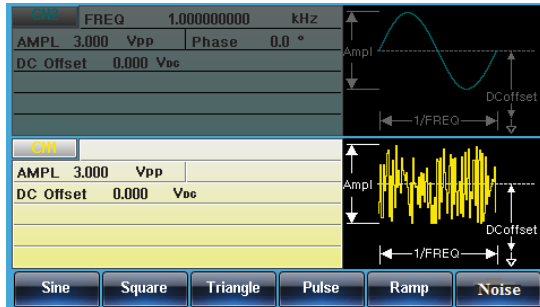 CH2 FREQ 1.000000000 kHz
AMPL 3.000 Vpp Phase 0.0 °
DC Offset 0.000 VDC
Ampl
DCoffset
1/FREQ
CH1
AMPL 3.000 Vpp
DC Offset 0.000 VDC
Ampl
DCoffset
1/FREQ
Sine Square Triangle Pulse Ramp Noise